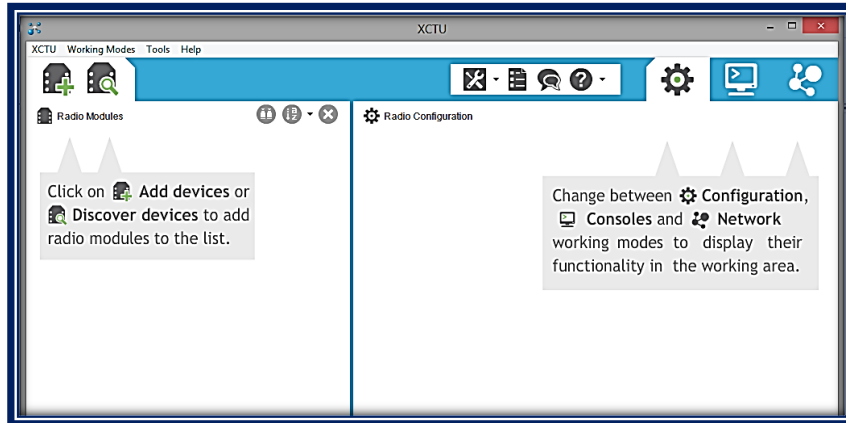 XCTU
XCTU Working Modes Tools Help
Radio Modules
Radio Configuration
Click on Add devices or
Discover devices to add
radio modules to the list.
Change between Configuration,
Consoles and Network
working modes to display their
functionality in the working area.